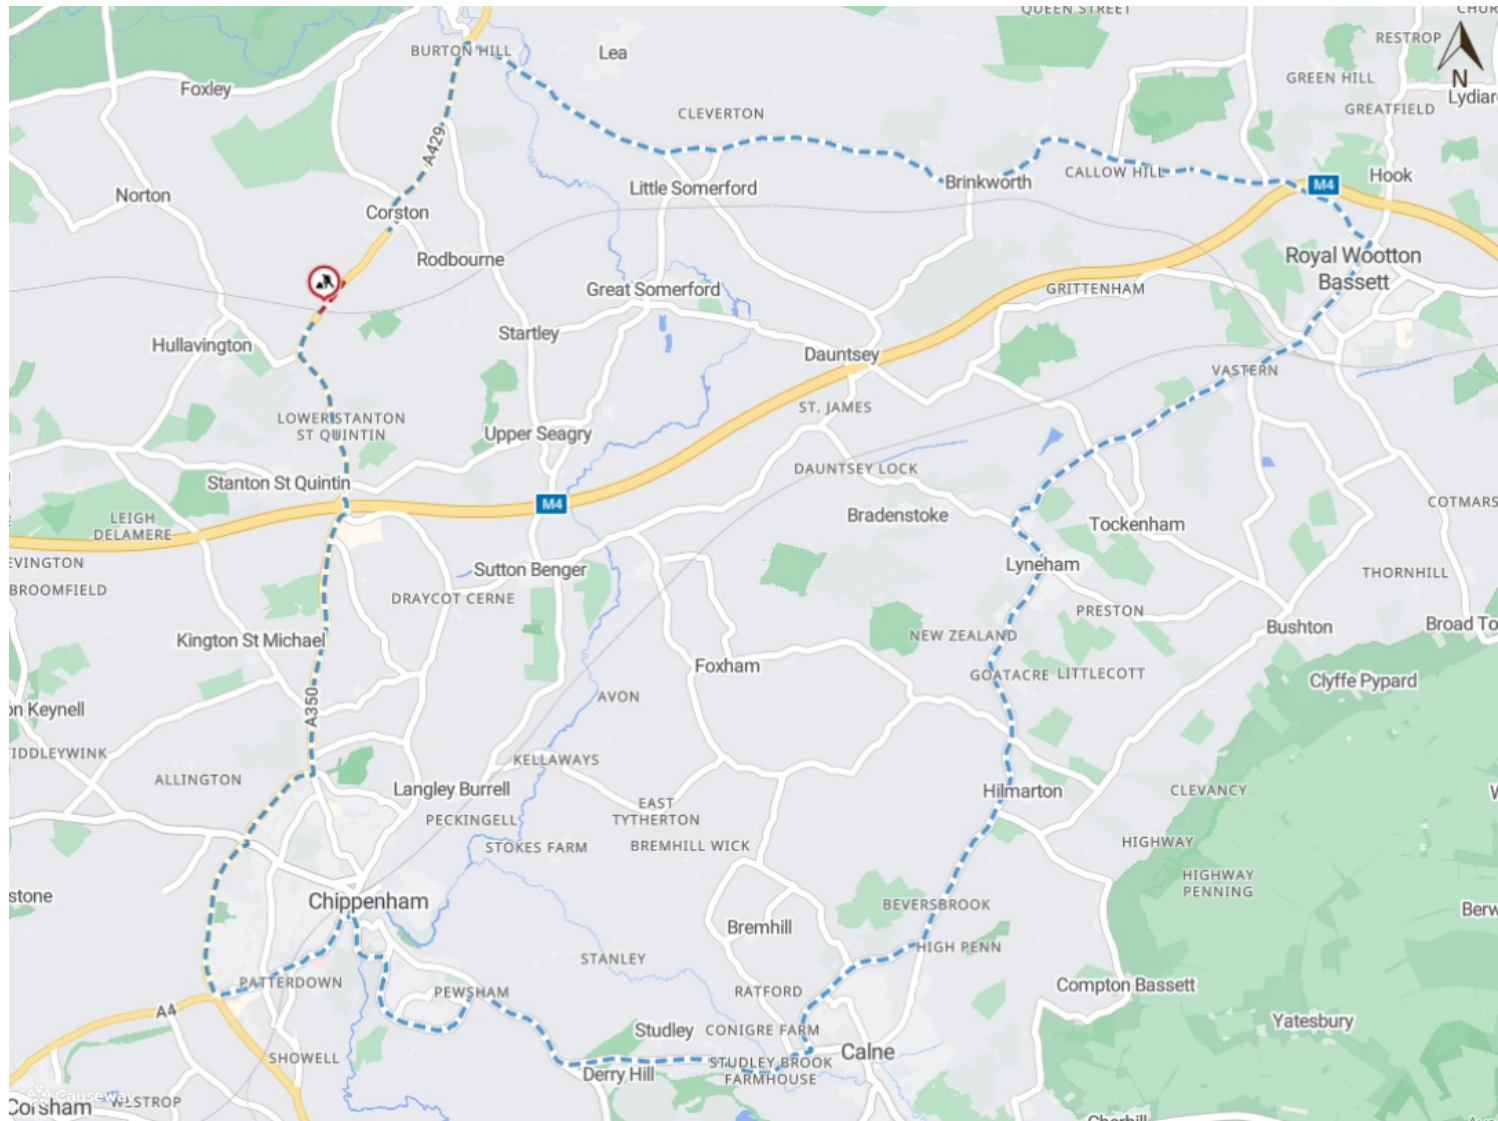 QUEEN STREET
BURTON HILL
Lea
RESTROP
Foxley
GREEN HILL
N
CLEVERTON
GREATFIELD
A429
Norton
Little Somerford
Brinkworth
CALLOW HILL
M4
Hook
Corston
Rodbourne
Royal Wootton
Bassett
Great Somerford
GRITTENHAM
Startley
Hullavington
Dauntsey
VASTERN
LOWER STANTON
ST QUINTIN
ST. JAMES
Upper Seagry
DAUNTSEY LOCK
Stanton St Quintin
M4
COTMARS
LEIGH
DELAMERE
Bradenstoke
Tockenham
EVINGTON
Sutton Benger
Lyneham
THORNHILL
BROOMFIELD
DRAYCOT CERNE
PRESTON
Kington St Michael
NEW ZEALAND
Bushton
Broad To
Foxham
GOATACRE
LITTLECOTT
Clyffe Pypard
A350
AVON
on Keynell
IDDLEYWINK
KELLAWAYS
ALLINGTON
Langley Burrell
Hilmarton
CLEVANCY
PECKINGELL
EAST
TYTHERTON
STOKES FARM
BREMHILL WICK
HIGHWAY
HIGHWAY
PENNING
stone
Chippenham
BEVERSBROOK
Berw
Bremhill
HIGH PENN
STANLEY
PATTERDOWN
PEWSHAM
RATFORD
Compton Bassett
A4
Studley
CONIGRE FARM
Yatesbury
SHOWELL
Calne
Derry Hill
STUDLEY BROOK
FARMHOUSE
Causeway
Corsham
WESTROP
Cherhill